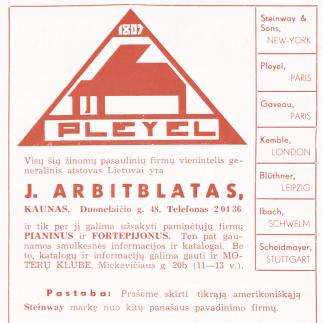 1807
PLEYEL
Visų šių žinomų pasaulinių firmų vienintelis ge-
neralinis atstovas Lietuvai yra
J. ARBITBLATAS,
KAUNAS. Duonelaičio g. 48. Telefonas 2 04 36
ir tik per jį galima užsakyti paminėtųjų firmų
PIANINUS ir FORTEPIJONUS. Ten pat gau-
namos smulkesnės informacijos ir katalogai. Be
to, katalogų ir informacijų galima gauti ir MO-
TERŲ KLUBE, Mickevičiaus g. 20b (11—13 v.).
Pastaba: Prašome skirti tikrąją amerikoniškąją
Steinway markę nuo kitų panašaus pavadinimo firmų.
Steinway &
Sons,
NEW-YORK
Pleyel,
PARIS
Gaveau,
PARIS
Kemble,
LONDON
Blüthner,
LEIPZIG
Ibach,
SCHWELM
Scheidmayer,
STUTTGART